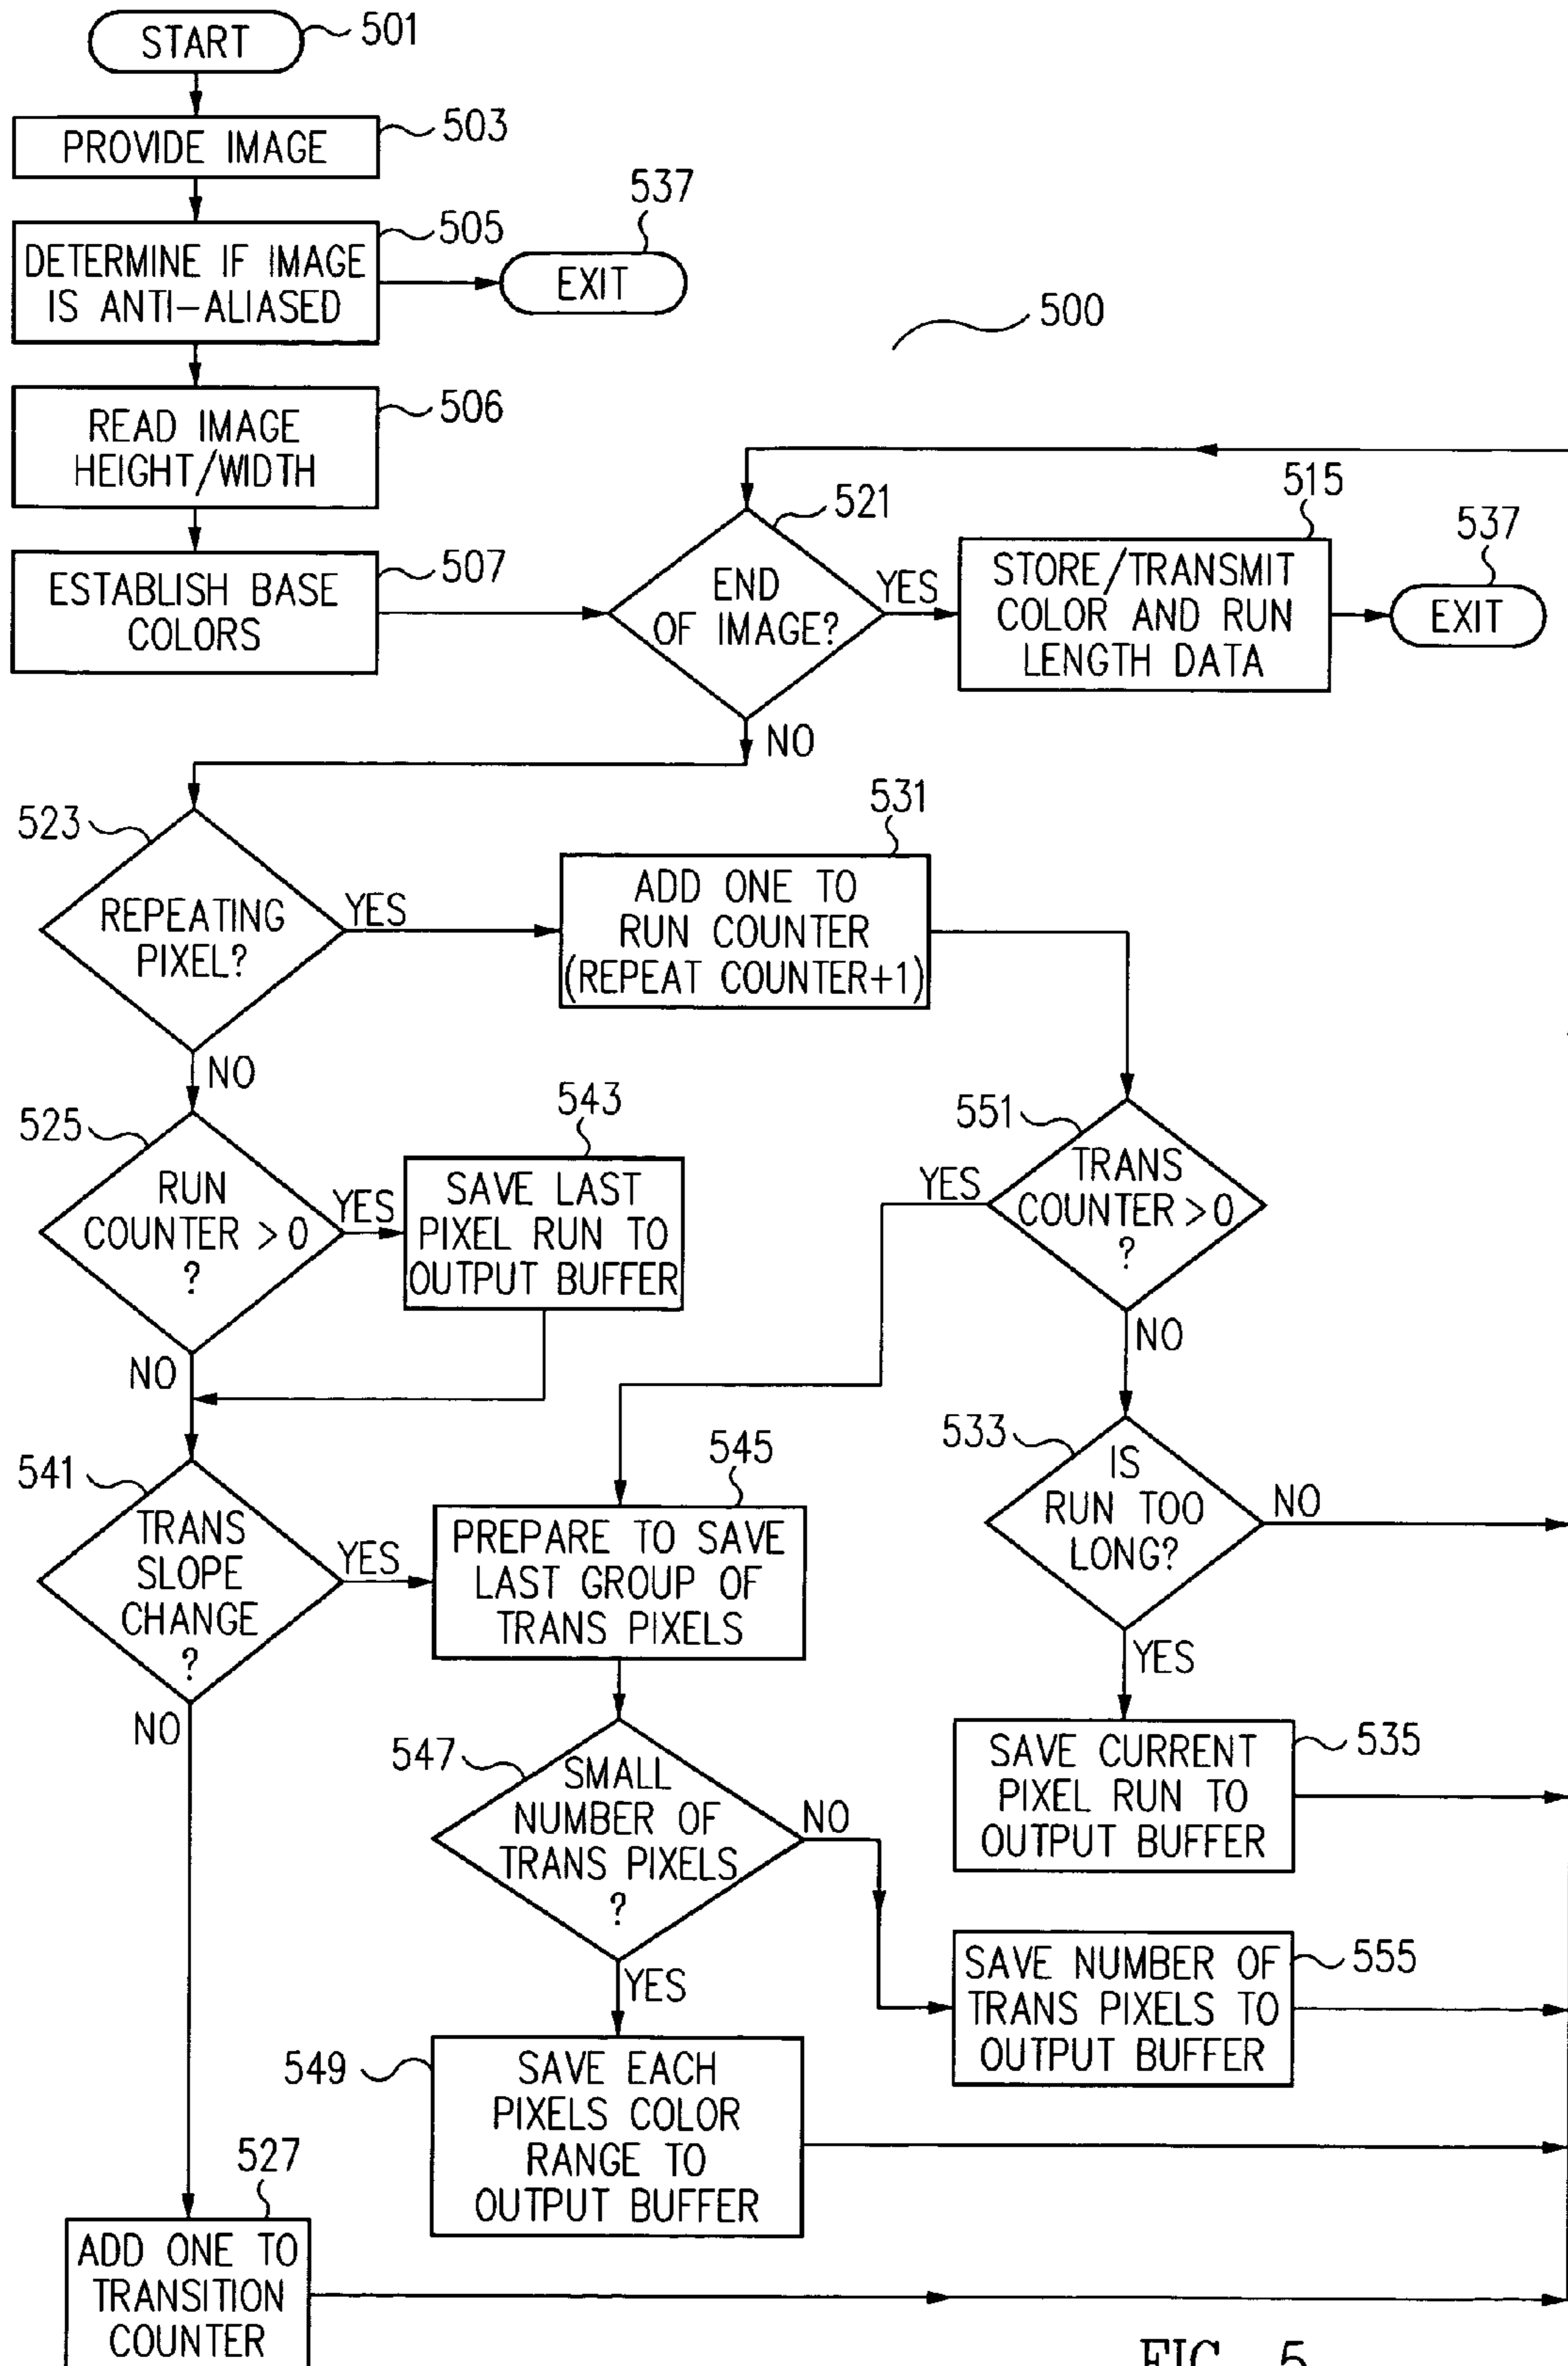 START
501
PROVIDE IMAGE
503
537
DETERMINE IF IMAGE
IS ANTI-ALIASED
505
EXIT
500
READ IMAGE
HEIGHT/WIDTH
506
ESTABLISH BASE
COLORS
507
END
OF IMAGE?
521
YES
NO
515
STORE/TRANSMIT
COLOR AND RUN
LENGTH DATA
537
EXIT
523
REPEATING
PIXEL?
YES
NO
531
ADD ONE TO
RUN COUNTER
(REPEAT COUNTER+1)
525
RUN
COUNTER >0
?
YES
NO
543
SAVE LAST
PIXEL RUN TO
OUTPUT BUFFER
551
TRANS
COUNTER >0
?
YES
NO
541
TRANS
SLOPE
CHANGE
?
YES
NO
545
PREPARE TO SAVE
LAST GROUP OF
TRANS PIXELS
533
IS
RUN TOO
LONG?
NO
YES
547
SMALL
NUMBER OF
TRANS PIXELS
?
NO
YES
SAVE CURRENT
PIXEL RUN TO
OUTPUT BUFFER
535
SAVE NUMBER OF
TRANS PIXELS TO
OUTPUT BUFFER
555
549
SAVE EACH
PIXELS COLOR
RANGE TO
OUTPUT BUFFER
527
ADD ONE TO
TRANSITION
COUNTER
FIG. 5